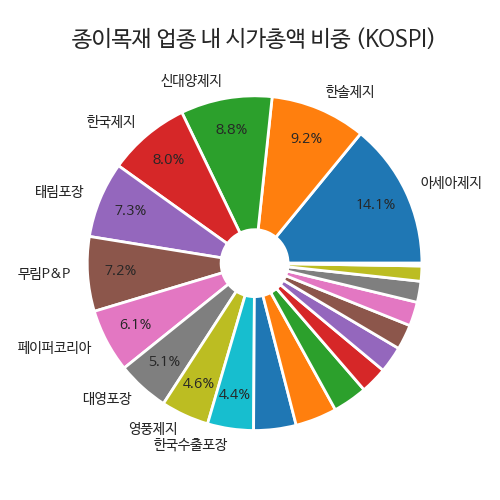 종이목재 업종 내 시가총액 비중 (KOSPI)
신대양제지
한솔제지
한국제지
8.8%
9.2%
8.0%
태림포장
아세아제지
7.3%
14.1%
무림P&P
7.2%
6.1%
페이퍼코리아
5.1%
4.6%
4.4%
대영포장
영풍제지
한국수출포장